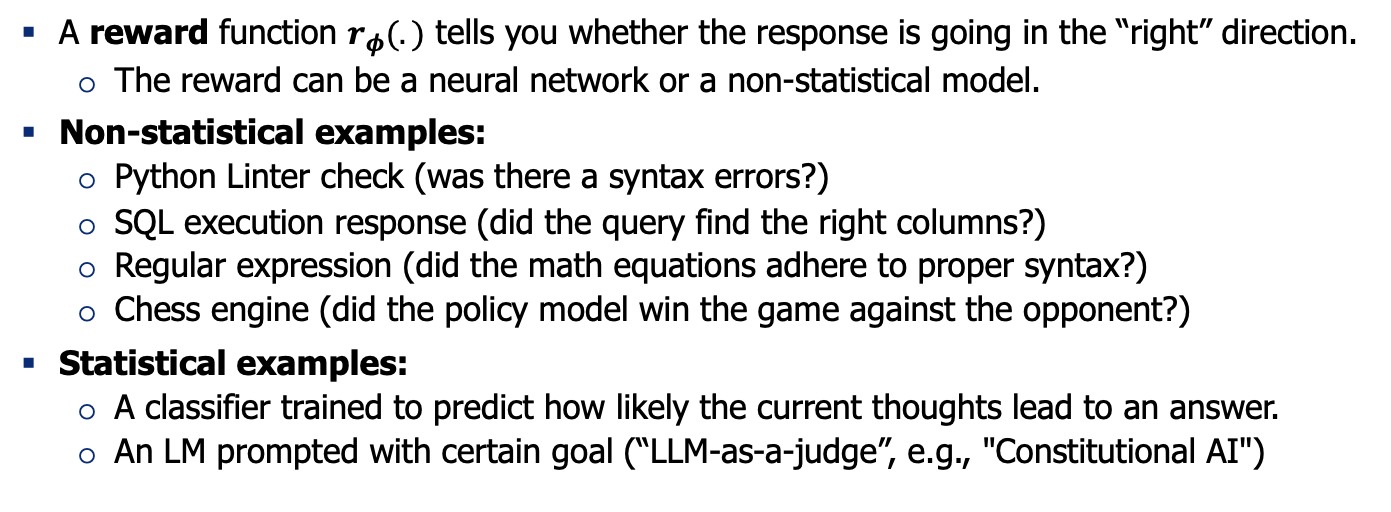 ▪ A reward function r_ϕ(.) tells you whether the response is going in the “right” direction.
o The reward can be a neural network or a non-statistical model.
▪ Non-statistical examples:
o Python Linter check (was there a syntax errors?)
o SQL execution response (did the query find the right columns?)
o Regular expression (did the math equations adhere to proper syntax?)
o Chess engine (did the policy model win the game against the opponent?)
▪ Statistical examples:
o A classifier trained to predict how likely the current thoughts lead to an answer.
o An LM prompted with certain goal (“LLM-as-a-judge”, e.g., "Constitutional AI")